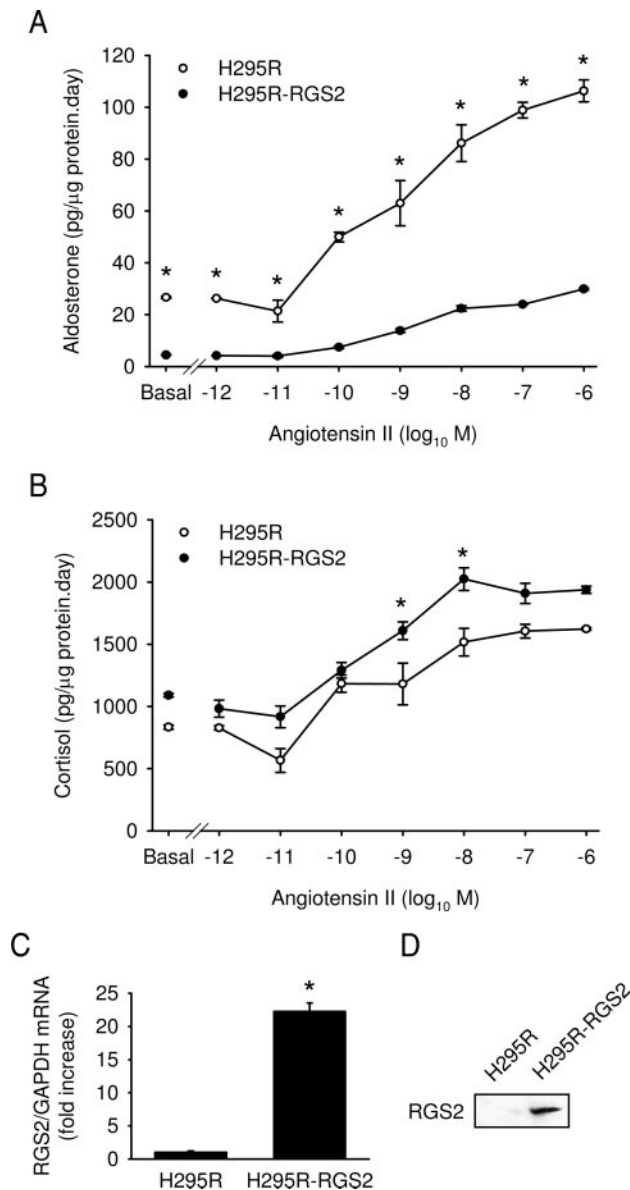 A
H295R
H295R-RGS2
120
100
80
60
40
20
0
Aldosterone (pg/μg protein.day)
* * * * * * * *
Basal -12 -11 -10 -9 -8 -7 -6
Angiotensin II (log10 M)
B
H295R
H295R-RGS2
2500
2000
1500
1000
500
0
Cortisol (pg/μg protein.day)
* *
Basal -12 -11 -10 -9 -8 -7 -6
Angiotensin II (log10 M)
C
RGS2/GAPDH mRNA
(fold increase)
25
20
15
10
5
0
*
H295R H295R-RGS2
D
H295R
H295R-RGS2
RGS2